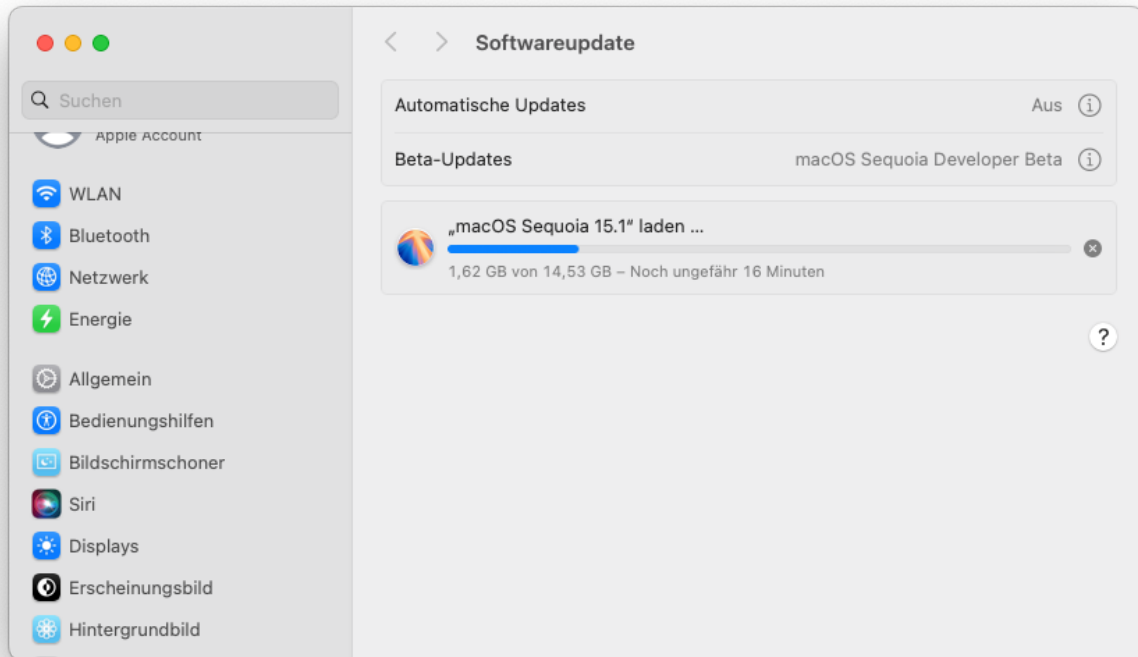 Suchen
Apple Account
WLAN
Bluetooth
Netzwerk
Energie
Allgemein
Bedienungshilfen
Bildschirmschoner
Siri
Displays
Erscheinungsbild
Hintergrundbild
Softwareupdate
Automatische Updates Aus
Beta-Updates macOS Sequoia Developer Beta
„macOS Sequoia 15.1“ laden ...
1,62 GB von 14,53 GB – Noch ungefähr 16 Minuten
?